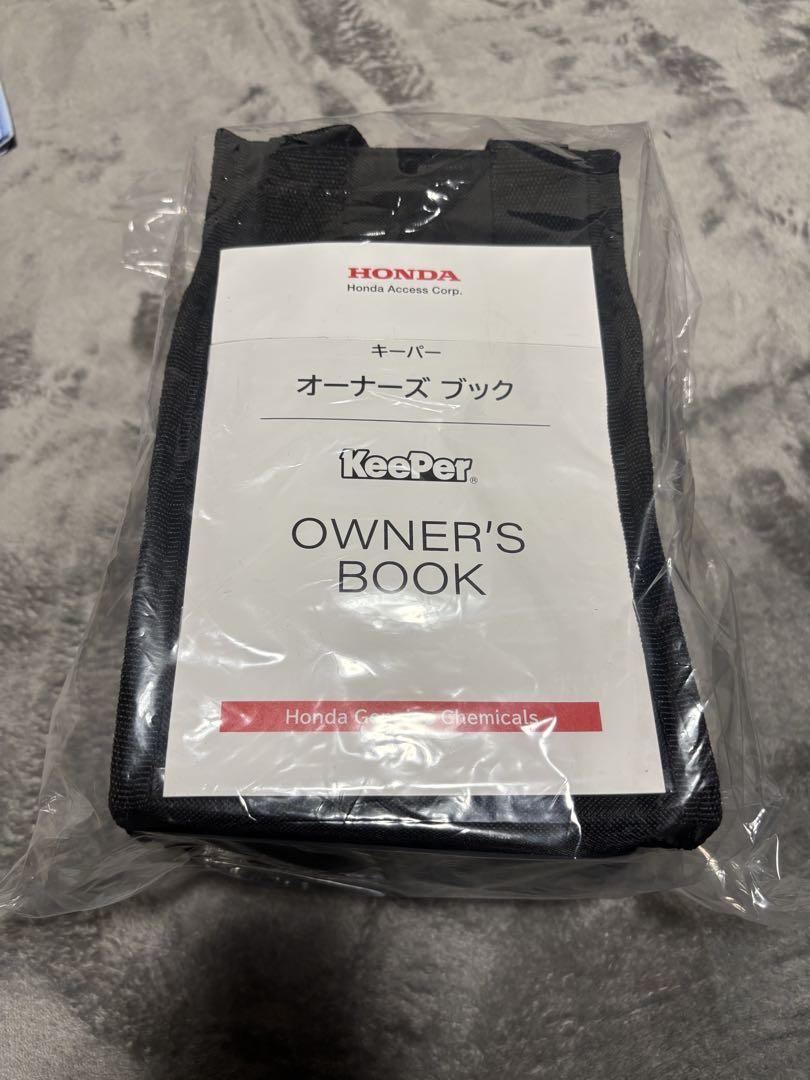 HONDA
Honda Access Corp.
キーパー
オーナーズ ブック
KeePer®
OWNER'S
BOOK
Honda Chemicals